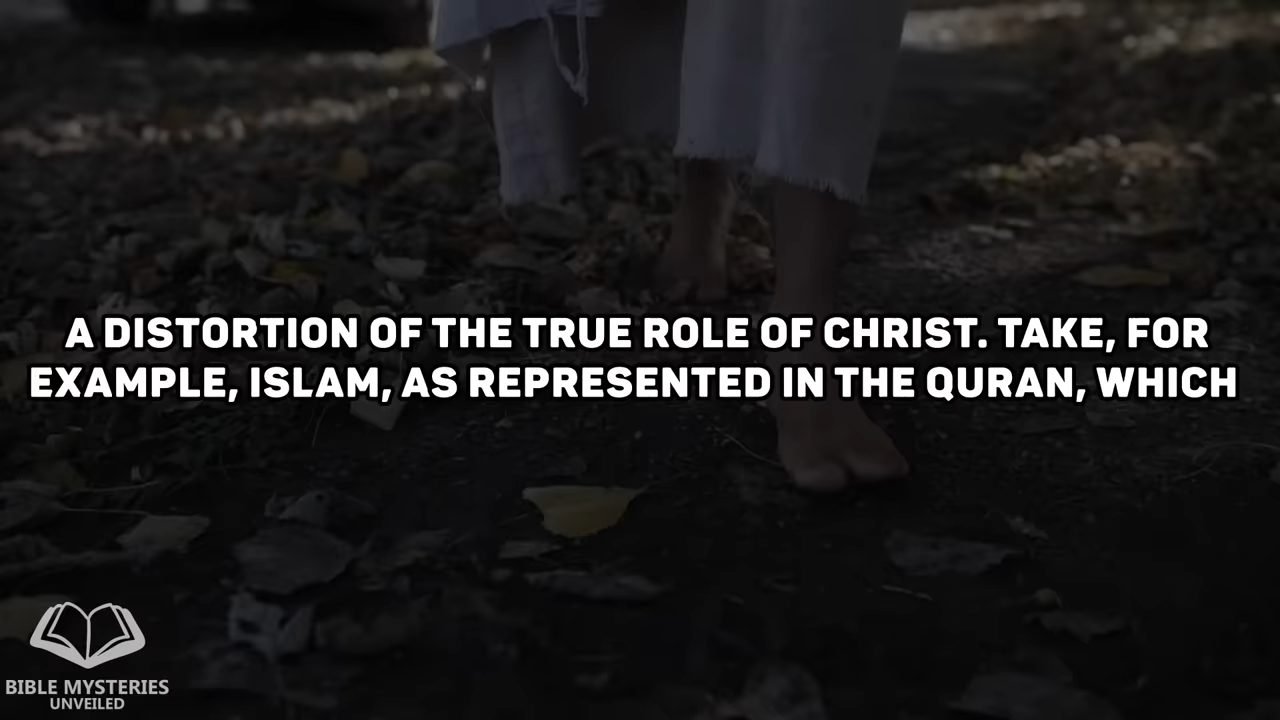 A DISTORTION OF THE TRUE ROLE OF CHRIST. TAKE, FOR
EXAMPLE, ISLAM, AS REPRESENTED IN THE QURAN, WHICH
BIBLE MYSTERIES
UNVEILED